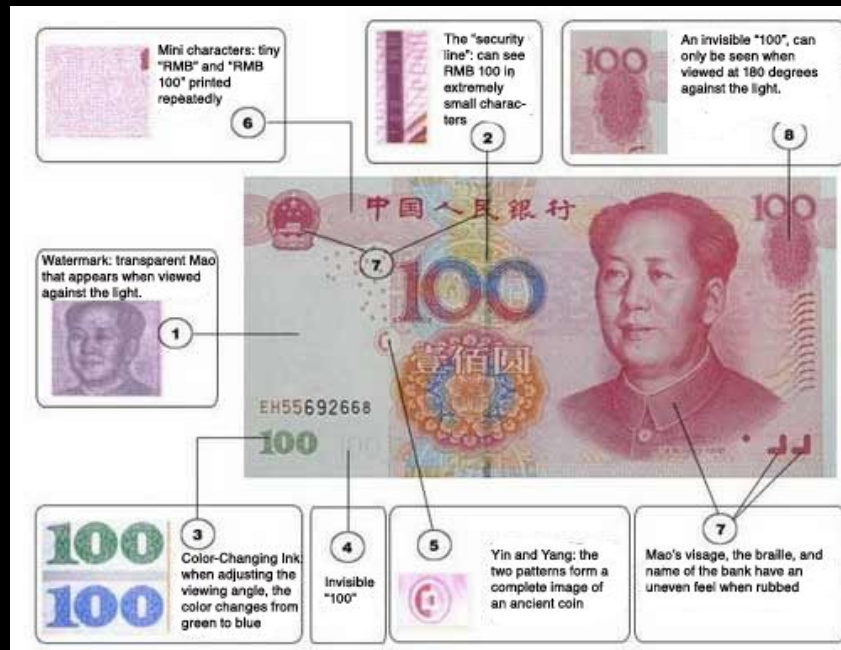 Mini characters: tiny
"RMB" and "RMB
100" printed
repeatedly
6
The "security
line": can see
RMB 100 in
extremely
small charac-
ters
2
100
An invisible "100", can
only be seen when
viewed at 180 degrees
against the light.
8
中国人民银行
100
7
100
Watermark: transparent Mao
that appears when viewed
against the light.
1
壹佰圆
EH55692668
100
100
100
100
3
Color-Changing Ink:
when adjusting the
viewing angle, the
color changes from
green to blue
4
Invisible
"100"
5
Yin and Yang: the
two patterns form a
complete image of
an ancient coin
7
Mao's visage, the braille, and
name of the bank have an
uneven feel when rubbed